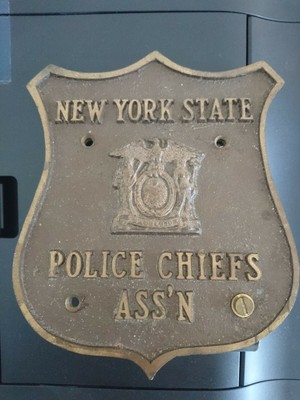 NEW YORK STATE
POLICE CHIEFS
ASS'N